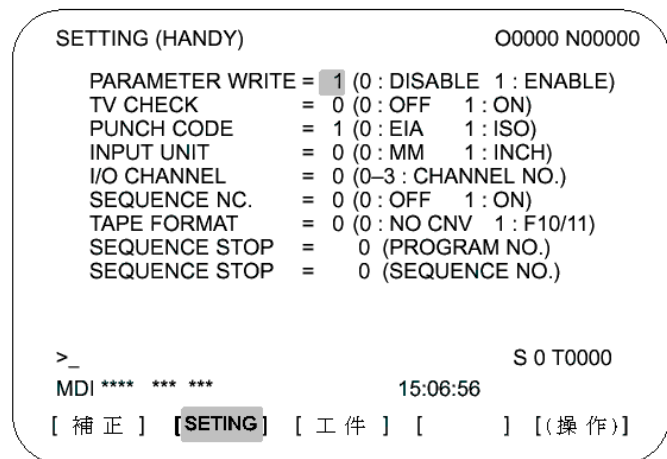 SETTING (HANDY) O0000 N00000
PARAMETER WRITE = 1 (0 : DISABLE 1 : ENABLE)
TV CHECK = 0 (0 : OFF 1 : ON)
PUNCH CODE = 1 (0 : EIA 1 : ISO)
INPUT UNIT = 0 (0 : MM 1 : INCH)
I/O CHANNEL = 0 (0–3 : CHANNEL NO.)
SEQUENCE NC. = 0 (0 : OFF 1 : ON)
TAPE FORMAT = 0 (0 : NO CNV 1 : F10/11)
SEQUENCE STOP = 0 (PROGRAM NO.)
SEQUENCE STOP = 0 (SEQUENCE NO.)
>_ S 0 T0000
MDI **** *** *** 15:06:56
[ 補正 ] [SETING] [ 工件 ] [ ] [(操作)]